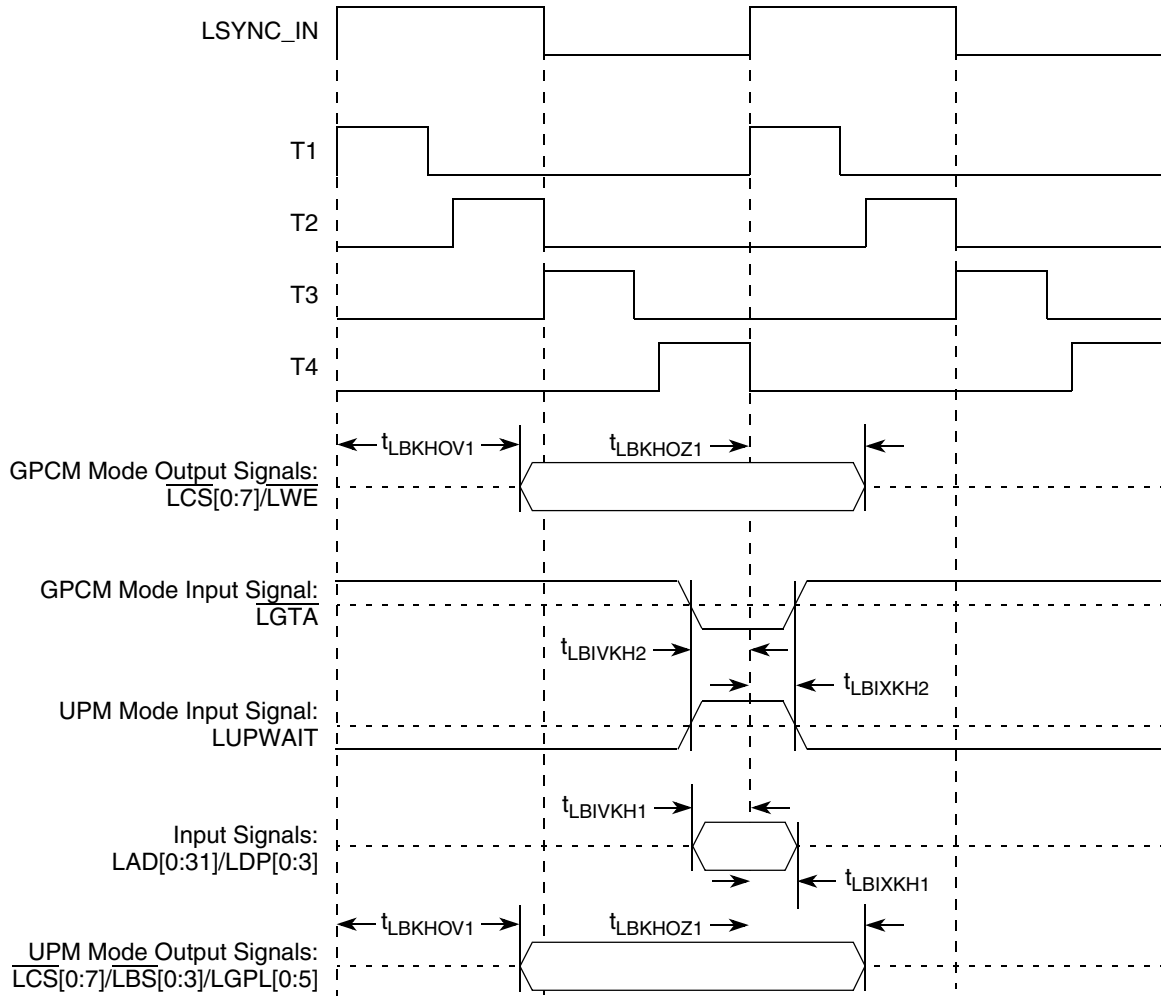 LSYNC_IN
T1
T2
T3
T4
tLBKHOV1
tLBKHOZ1
GPCM Mode Output Signals:
LCS[0:7]/LWE
GPCM Mode Input Signal:
LGTA
tLBIVKH2
tLBIXKH2
UPM Mode Input Signal:
LUPWAIT
tLBIVKH1
Input Signals:
LAD[0:31]/LDP[0:3]
tLBIXKH1
tLBKHOV1
tLBKHOZ1
UPM Mode Output Signals:
LCS[0:7]/LBS[0:3]/LGPL[0:5]